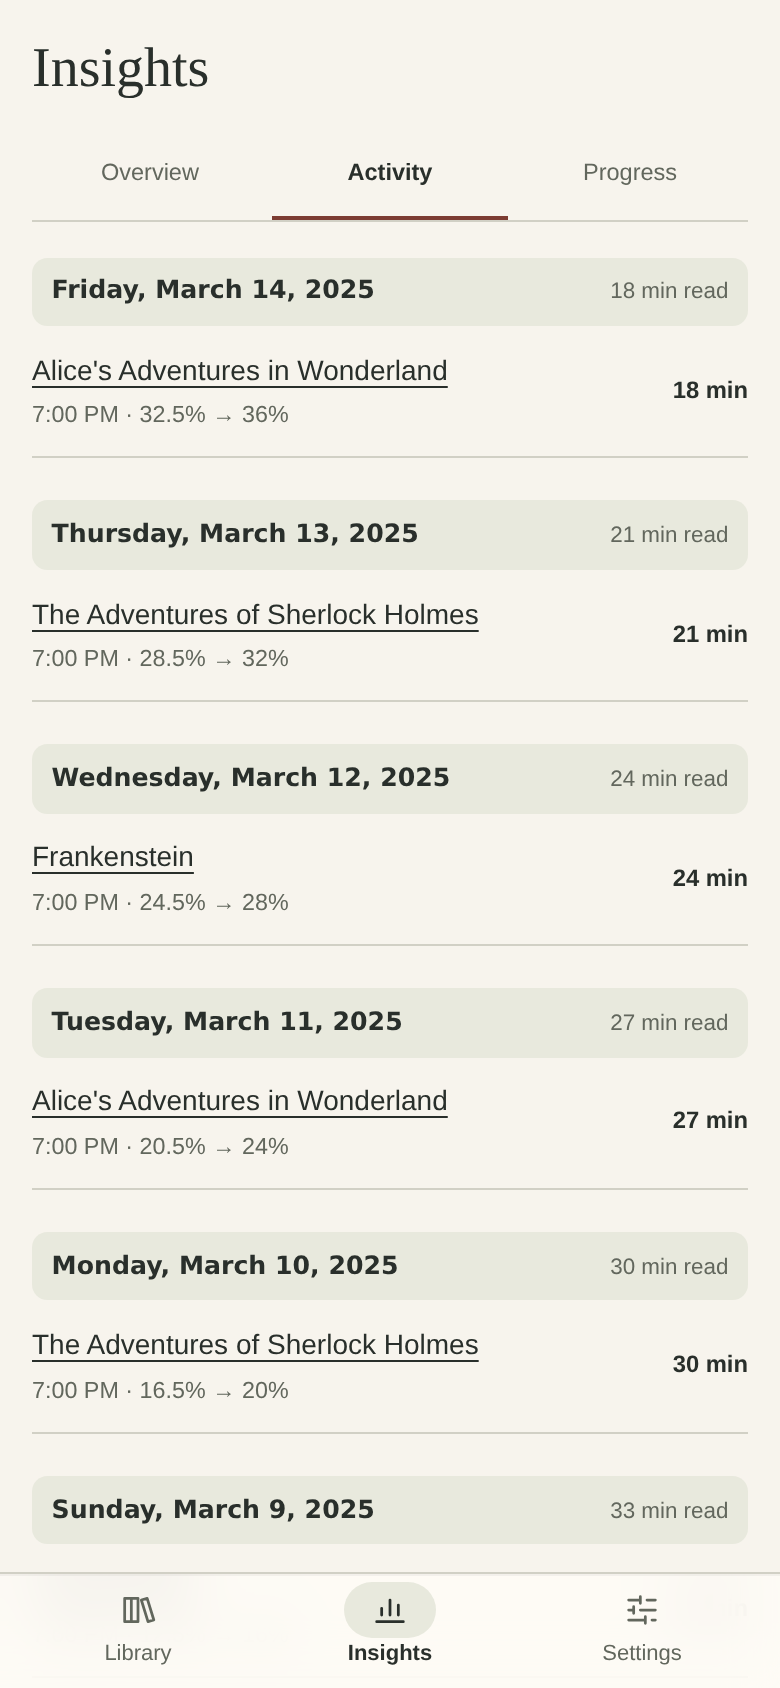 Insights
Overview Activity Progress
Friday, March 14, 2025 18 min read
Alice's Adventures in Wonderland
18 min
7:00 PM · 32.5% → 36%
Thursday, March 13, 2025 21 min read
The Adventures of Sherlock Holmes
21 min
7:00 PM · 28.5% → 32%
Wednesday, March 12, 2025 24 min read
Frankenstein
24 min
7:00 PM · 24.5% → 28%
Tuesday, March 11, 2025 27 min read
Alice's Adventures in Wonderland
27 min
7:00 PM · 20.5% → 24%
Monday, March 10, 2025 30 min read
The Adventures of Sherlock Holmes
30 min
7:00 PM · 16.5% → 20%
Sunday, March 9, 2025 33 min read
Library Insights Settings